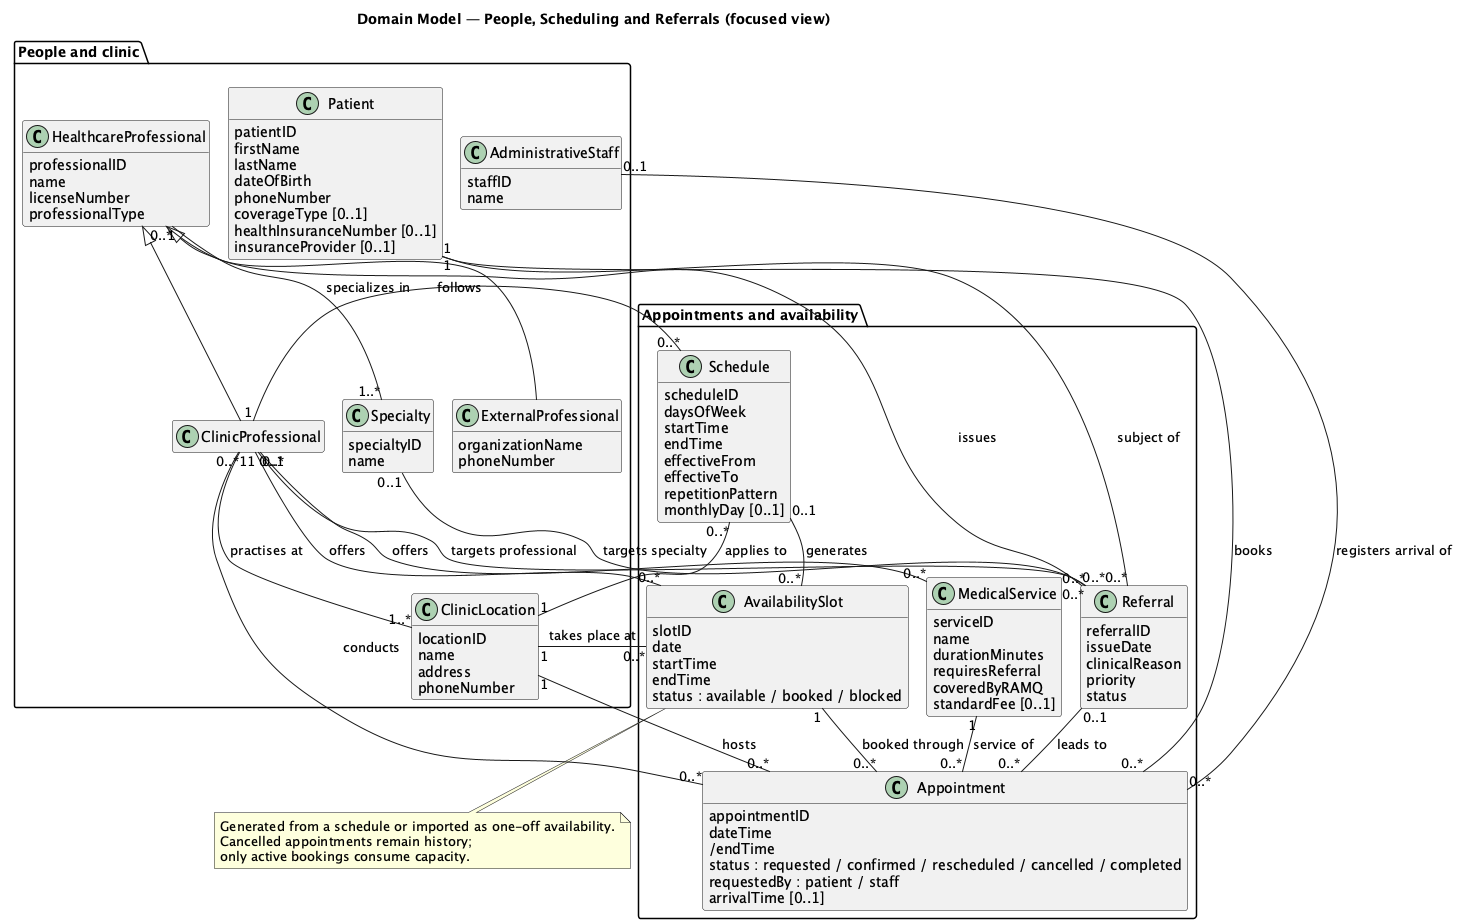 Domain Model — People, Scheduling and Referrals (focused view)
People and clinic
C HealthcareProfessional
professionalID
name
licenseNumber
professionalType
C Patient
patientID
firstName
lastName
dateOfBirth
phoneNumber
coverageType [0..1]
healthInsuranceNumber [0..1]
insuranceProvider [0..1]
C AdministrativeStaff
staffID
name
0..1
0..1
1
1
specializes in
follows
Appointments and availability
0..*
C Schedule
scheduleID
daysOfWeek
startTime
endTime
effectiveFrom
effectiveTo
repetitionPattern
monthlyDay [0..1]
1
1..*
C ClinicProfessional
C Specialty
specialtyID
name
C ExternalProfessional
organizationName
phoneNumber
issues
subject of
0..*
1
1
0..1
0..1
0..*
0..1
practises at
offers
offers
targets professional
targets specialty
applies to
generates
books
registers arrival of
0..*
0..*
0..*
0..*
0..*
0..*
0..*
1..*
1
C ClinicLocation
locationID
name
address
phoneNumber
takes place at
1
0..*
1
conducts
C AvailabilitySlot
slotID
date
startTime
endTime
status : available / booked / blocked
C MedicalService
serviceID
name
durationMinutes
requiresReferral
coveredByRAMQ
standardFee [0..1]
C Referral
referralID
issueDate
clinicalReason
priority
status
1
1
0..1
hosts
booked through
service of
leads to
0..*
0..*
0..*
0..*
0..*
0..*
0..*
C Appointment
appointmentID
dateTime
/endTime
status : requested / confirmed / rescheduled / cancelled / completed
requestedBy : patient / staff
arrivalTime [0..1]
Generated from a schedule or imported as one-off availability.
Cancelled appointments remain history;
only active bookings consume capacity.